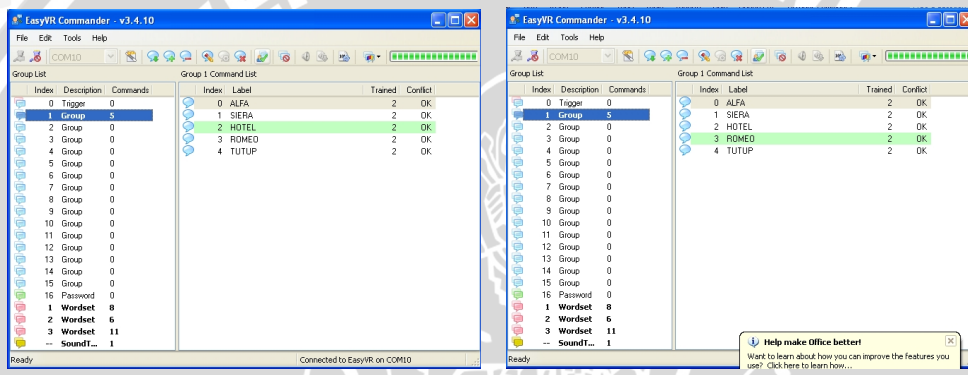 EasyVR Commander - v3.4.10
File Edit Tools Help
COM10
Group List
Group 1 Command List
Index Description Commands
Index Label Trained Conflict
0 Trigger 0
0 ALFA 2 OK
1 Group 5
1 SIERA 2 OK
2 Group 0
2 HOTEL 2 OK
3 Group 0
3 ROMEO 2 OK
4 Group 0
4 TUTUP 2 OK
5 Group 0
6 Group 0
7 Group 0
8 Group 0
9 Group 0
10 Group 0
11 Group 0
12 Group 0
13 Group 0
14 Group 0
15 Group 0
16 Password 0
1 Wordset 8
2 Wordset 6
3 Wordset 11
-- SoundT... 1
Ready
Connected to EasyVR on COM10
EasyVR Commander - v3.4.10
File Edit Tools Help
COM10
Group List
Group 1 Command List
Index Description Commands
Index Label Trained Conflict
0 Trigger 0
0 ALFA 2 OK
1 Group 5
1 SIERA 2 OK
2 Group 0
2 HOTEL 2 OK
3 Group 0
3 ROMEO 2 OK
4 Group 0
4 TUTUP 2 OK
5 Group 0
6 Group 0
7 Group 0
8 Group 0
9 Group 0
10 Group 0
11 Group 0
12 Group 0
13 Group 0
14 Group 0
15 Group 0
16 Password 0
1 Wordset 8
2 Wordset 6
3 Wordset 11
-- SoundT... 1
Ready
Help make Office better!
Want to learn about how you can improve the features you
use? Click here to learn how...